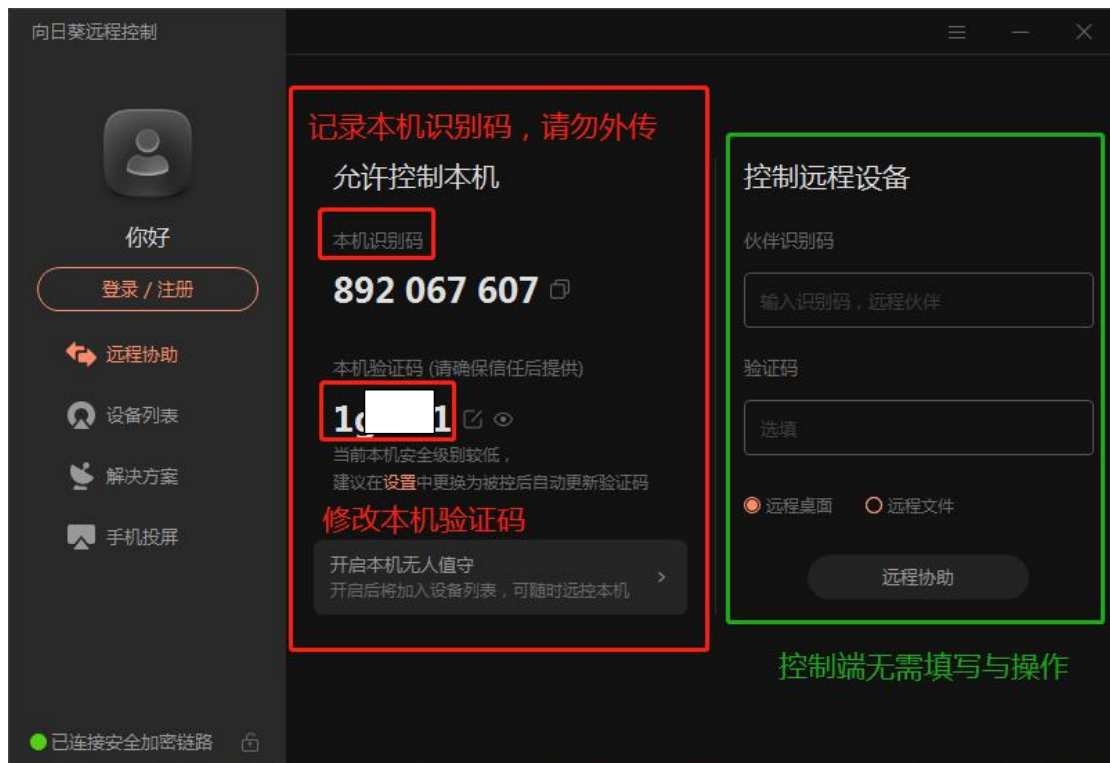 向日葵远程控制
你好
登录 / 注册
远程协助
设备列表
解决方案
手机投屏
已连接安全加密链路
记录本机识别码，请勿外传
允许控制本机
本机识别码
892 067 607
本机验证码 (请确保信任后提供)
1
当前本机安全级别较低，
建议在设置中更换为被控后自动更新验证码
修改本机验证码
开启本机无人值守
开启后将加入设备列表，可随时远控本机
控制远程设备
伙伴识别码
输入识别码，远程伙伴
验证码
选填
远程桌面 远程文件
远程协助
控制端无需填写与操作